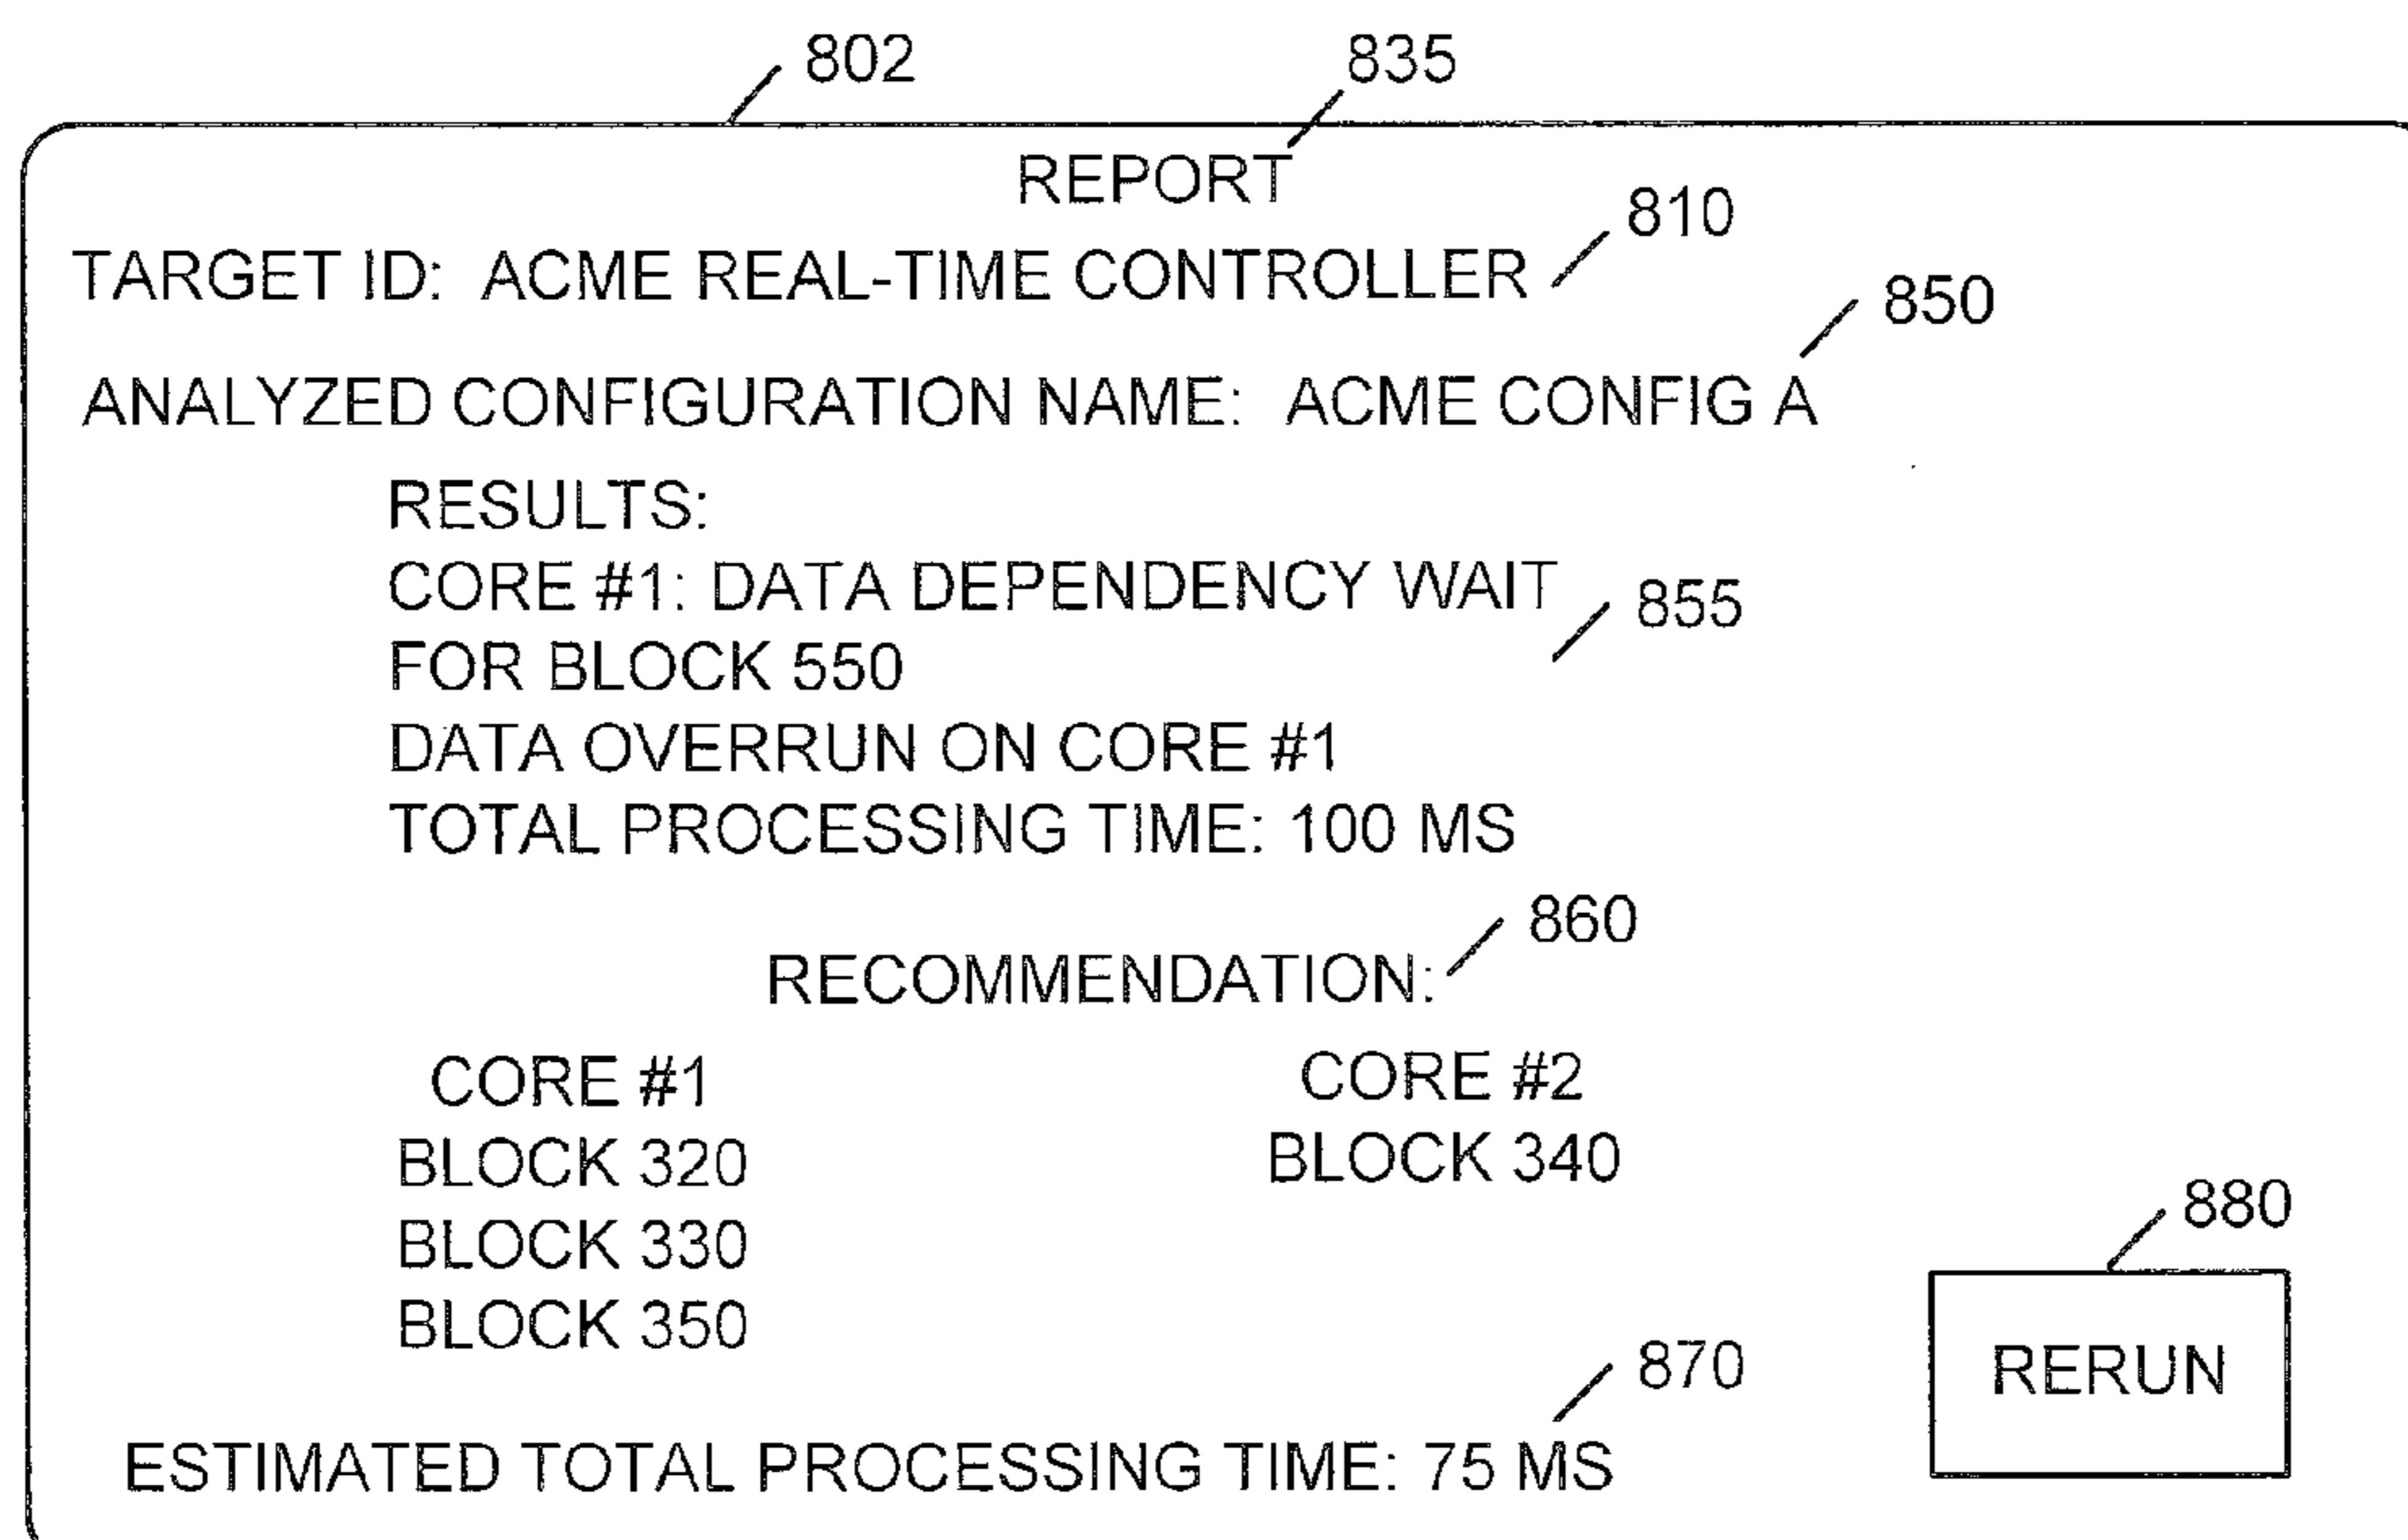 802
835
REPORT
810
TARGET ID: ACME REAL-TIME CONTROLLER
850
ANALYZED CONFIGURATION NAME: ACME CONFIG A
RESULTS:
CORE #1: DATA DEPENDENCY WAIT
855
FOR BLOCK 550
DATA OVERRUN ON CORE #1
TOTAL PROCESSING TIME: 100 MS
860
RECOMMENDATION:
CORE #1 CORE #2
BLOCK 320 BLOCK 340
880
BLOCK 330
BLOCK 350
870
RERUN
ESTIMATED TOTAL PROCESSING TIME: 75 MS